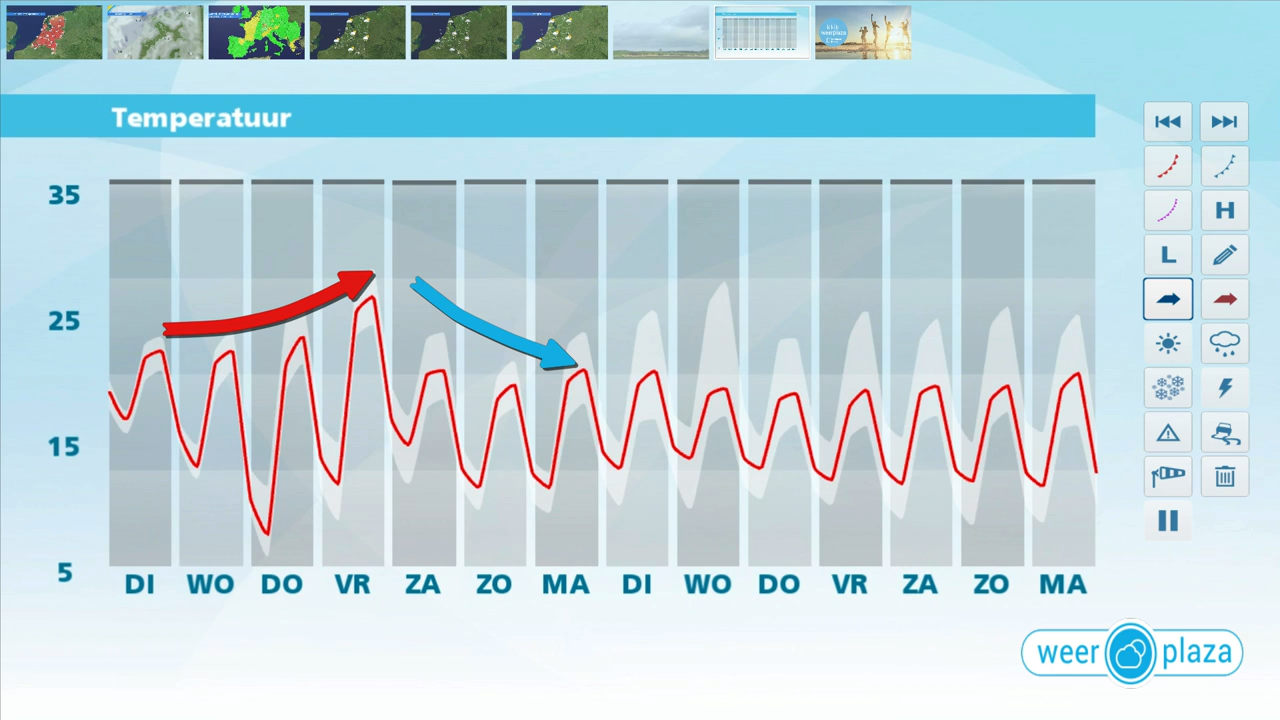 Temperatuur
35
25
15
5
DI WO DO VR ZA ZO MA DI WO DO VR ZA ZO MA
H
L
weer plaza